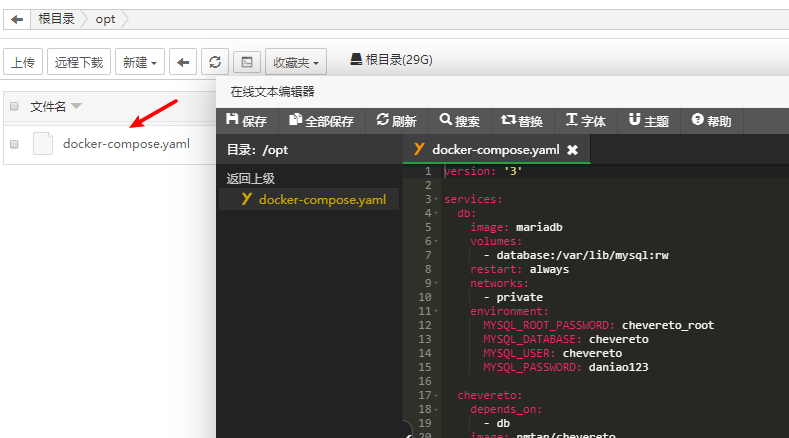 根目录 opt
上传 远程下载 新建 收藏夹 根目录(29G)
文件名
docker-compose.yaml
在线文本编辑器
保存 全部保存 刷新 搜索 替换 字体 主题 帮助
目录: /opt
docker-compose.yaml
返回上级
docker-compose.yaml
1 version: '3'
2
3 services:
4 db:
5 image: mariadb
6 volumes:
7 - database:/var/lib/mysql:rw
8 restart: always
9 networks:
10 - private
11 environment:
12 MYSQL_ROOT_PASSWORD: chevereto_root
13 MYSQL_DATABASE: chevereto
14 MYSQL_USER: chevereto
15 MYSQL_PASSWORD: daniao123
16
17 chevereto:
18 depends_on:
19 - db
20 image: nmtan/chevereto